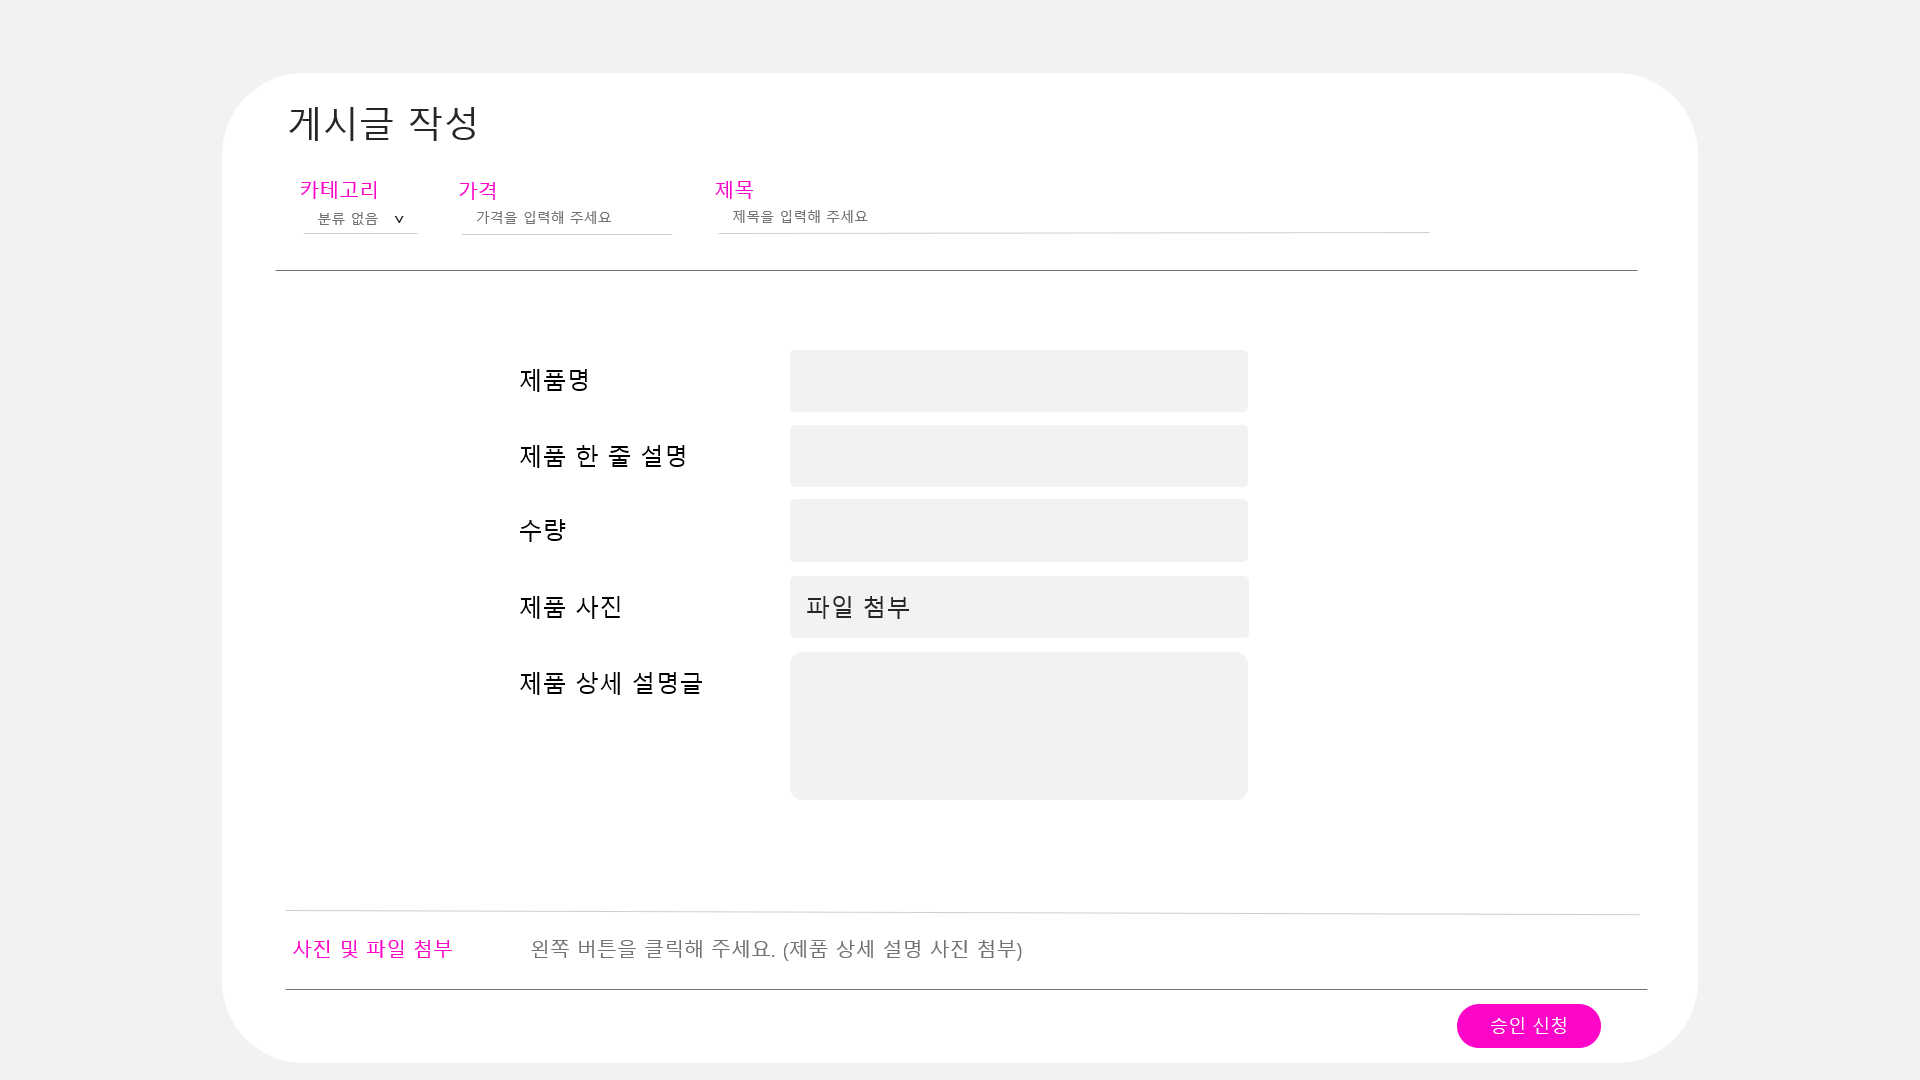 게시글 작성
카테고리 가격 제목
분류 없음 v 가격을 입력해 주세요 제목을 입력해 주세요
제품명
제품 한 줄 설명
수량
제품 사진 파일 첨부
제품 상세 설명글
사진 및 파일 첨부 왼쪽 버튼을 클릭해 주세요. (제품 상세 설명 사진 첨부)
승인 신청